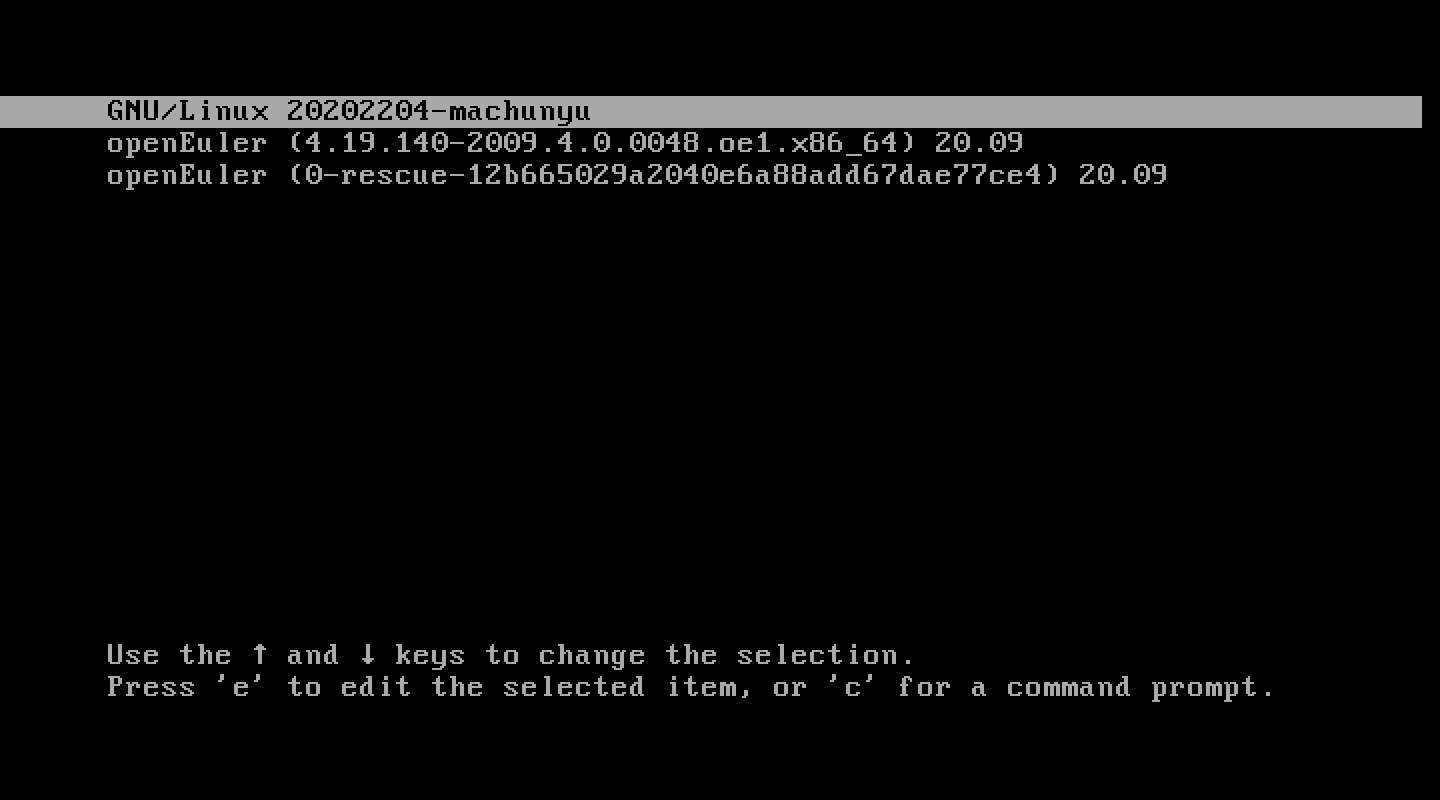 GNU/Linux 20202204-machunyu
openEuler (4.19.140-2009.4.0.0048.oe1.x86_64) 20.09
openEuler (0-rescue-12b665029a2040e6a88add67dae77ce4) 20.09
Use the ↑ and ↓ keys to change the selection.
Press 'e' to edit the selected item, or 'c' for a command prompt.